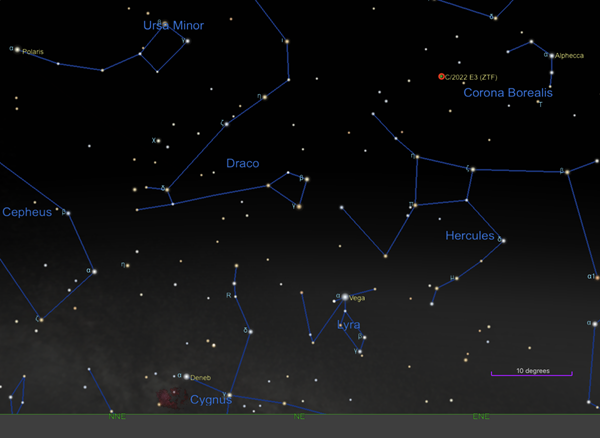 β
Ursa Minor
γ
α Polaris
ι
δ
α Alphecca
C/2022 E3 (ZTF)
Corona Borealis
T
η
ζ
χ
Draco
η
ζ
β
δ
β
γ
π
Cepheus
β
Hercules
δ
α
η
μ
α1
R
α Vega
Lyra
ζ
δ
β
γ
α
10 degrees
α Deneb
γ
Cygnus
NNE
NE
ENE